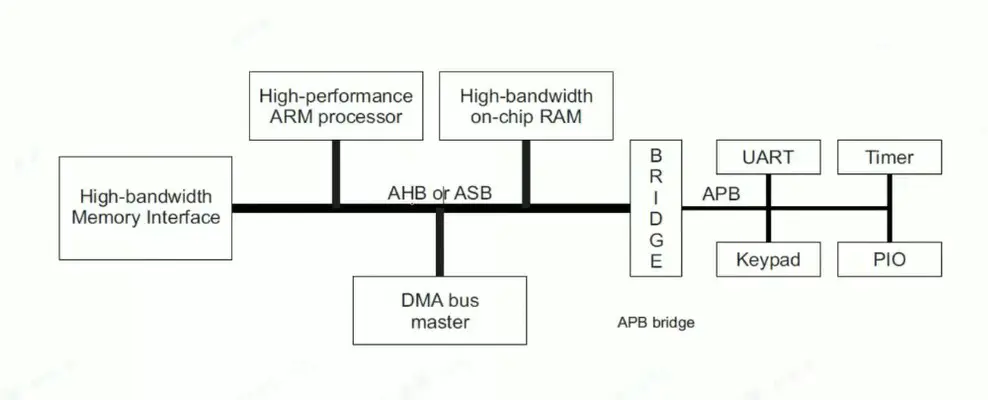 High-performance
ARM processor
High-bandwidth
on-chip RAM
High-bandwidth
Memory Interface
AHB or ASB
B
R
I
D
G
E
APB
UART
Timer
Keypad
PIO
DMA bus
master
APB bridge